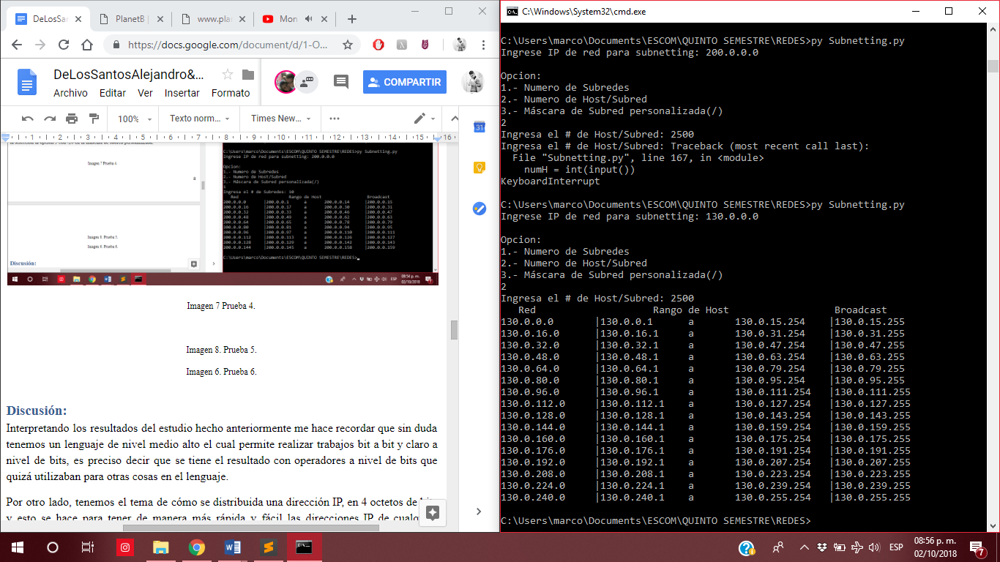 DeLosSar
PlanetB |
www.plar
Mon
https://docs.google.com/document/d/1-O...
DeLosSantosAlejandro&...
Archivo Editar Ver Insertar Formato
COMPARTIR
100% Texto norm... Times New...
1 2 3 4 5 6 7 8 9 10 11 12 13 14 15 16
31
Imagen 7 Prueba 4.
8
Imagen 8. Prueba 5.
Imagen 6. Prueba 6.
Discusión:
C:\Users\marco\Documents\ESCOM\QUINTO SEMESTRE\REDES>py Subnetting.py
Ingrese IP de red para subnetting: 200.0.0.0
Opcion:
1.- Numero de Subredes
2.- Numero de Host/Subred
3.- Máscara de Subred personalizada(/)
1
Ingresa el # de Subredes: 10
Red Rango de Host Broadcast
200.0.0.0 |200.0.0.1 a 200.0.0.14 |200.0.0.15
200.0.0.16 |200.0.0.17 a 200.0.0.30 |200.0.0.31
200.0.0.32 |200.0.0.33 a 200.0.0.46 |200.0.0.47
200.0.0.48 |200.0.0.49 a 200.0.0.62 |200.0.0.63
200.0.0.64 |200.0.0.65 a 200.0.0.78 |200.0.0.79
200.0.0.80 |200.0.0.81 a 200.0.0.94 |200.0.0.95
200.0.0.96 |200.0.0.97 a 200.0.0.110 |200.0.0.111
200.0.0.112 |200.0.0.113 a 200.0.0.126 |200.0.0.127
200.0.0.128 |200.0.0.129 a 200.0.0.142 |200.0.0.143
200.0.0.144 |200.0.0.145 a 200.0.0.158 |200.0.0.159
C:\Users\marco\Documents\ESCOM\QUINTO SEMESTRE\REDES>
ESP
08:54 p. m.
02/10/2018
Imagen 7 Prueba 4.
Imagen 8. Prueba 5.
Imagen 6. Prueba 6.
Discusión:
Interpretando los resultados del estudio hecho anteriormente me hace recordar que sin duda
tenemos un lenguaje de nivel medio alto el cual permite realizar trabajos bit a bit y claro a
nivel de bits, es preciso decir que se tiene el resultado con operadores a nivel de bits que
quizá utilizaban para otras cosas en el lenguaje.
Por otro lado, tenemos el tema de cómo se distribuida una dirección IP, en 4 octetos de
y esto se hace para tener de manera más rápida y fácil las direcciones IP de
C:\Windows\System32\cmd.exe
C:\Users\marco\Documents\ESCOM\QUINTO SEMESTRE\REDES>py Subnetting.py
Ingrese IP de red para subnetting: 200.0.0.0
Opcion:
1.- Numero de Subredes
2.- Numero de Host/Subred
3.- Máscara de Subred personalizada(/)
2
Ingresa el # de Host/Subred: 2500
Ingresa el # de Host/Subred: Traceback (most recent call last):
File "Subnetting.py", line 167, in <module>
numH = int(input())
KeyboardInterrupt
C:\Users\marco\Documents\ESCOM\QUINTO SEMESTRE\REDES>py Subnetting.py
Ingrese IP de red para subnetting: 130.0.0.0
Opcion:
1.- Numero de Subredes
2.- Numero de Host/Subred
3.- Máscara de Subred personalizada(/)
2
Ingresa el # de Host/Subred: 2500
Red Rango de Host Broadcast
130.0.0.0 |130.0.0.1 a 130.0.15.254 |130.0.15.255
130.0.16.0 |130.0.16.1 a 130.0.31.254 |130.0.31.255
130.0.32.0 |130.0.32.1 a 130.0.47.254 |130.0.47.255
130.0.48.0 |130.0.48.1 a 130.0.63.254 |130.0.63.255
130.0.64.0 |130.0.64.1 a 130.0.79.254 |130.0.79.255
130.0.80.0 |130.0.80.1 a 130.0.95.254 |130.0.95.255
130.0.96.0 |130.0.96.1 a 130.0.111.254 |130.0.111.255
130.0.112.0 |130.0.112.1 a 130.0.127.254 |130.0.127.255
130.0.128.0 |130.0.128.1 a 130.0.143.254 |130.0.143.255
130.0.144.0 |130.0.144.1 a 130.0.159.254 |130.0.159.255
130.0.160.0 |130.0.160.1 a 130.0.175.254 |130.0.175.255
130.0.176.0 |130.0.176.1 a 130.0.191.254 |130.0.191.255
130.0.192.0 |130.0.192.1 a 130.0.207.254 |130.0.207.255
130.0.208.0 |130.0.208.1 a 130.0.223.254 |130.0.223.255
130.0.224.0 |130.0.224.1 a 130.0.239.254 |130.0.239.255
130.0.240.0 |130.0.240.1 a 130.0.255.254 |130.0.255.255
C:\Users\marco\Documents\ESCOM\QUINTO SEMESTRE\REDES>
ESP
08:56 p. m.
02/10/2018
7